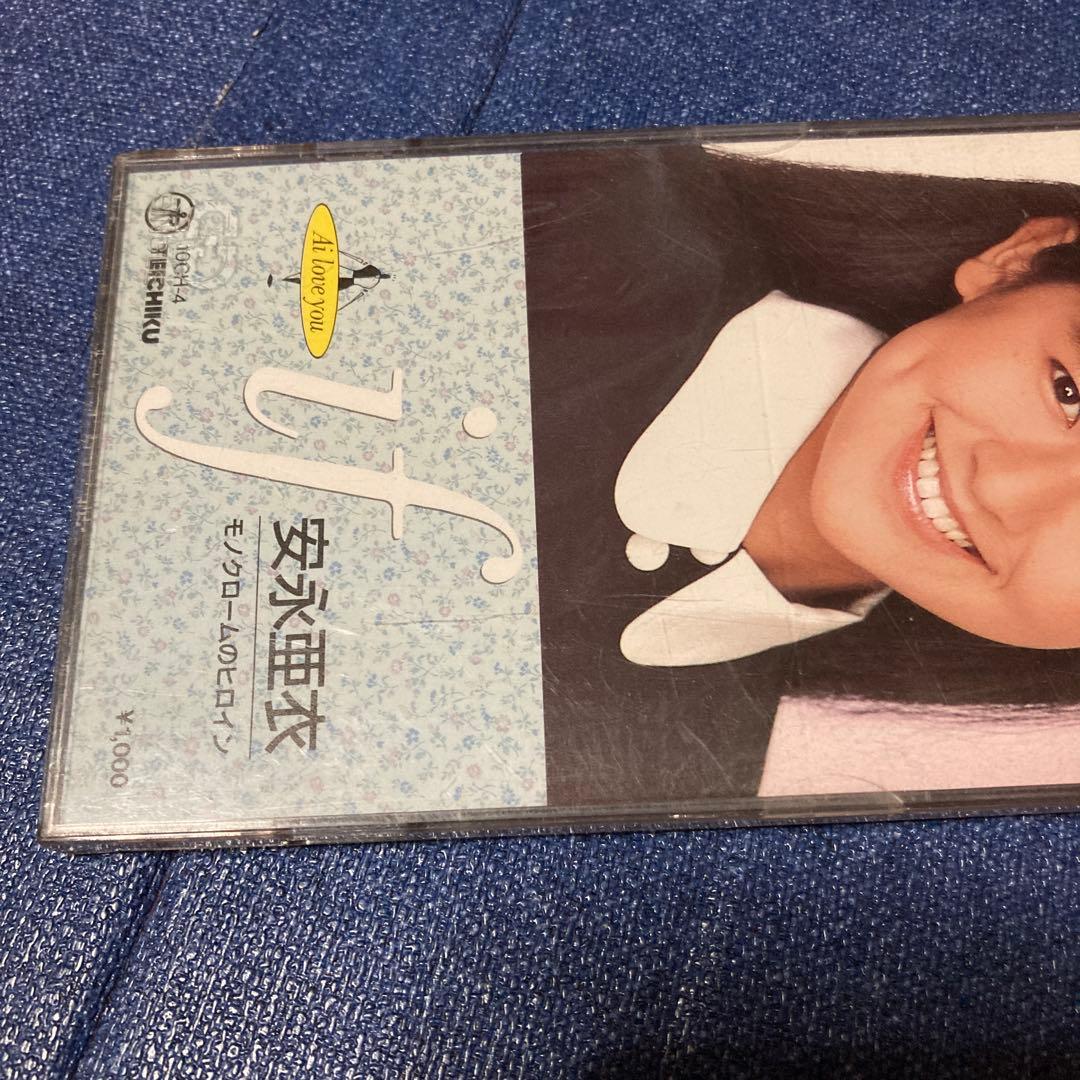 Ai love you
if
安永亜衣
モノクロームのヒロイン
10CH-4
TEICHIKU
¥1,000